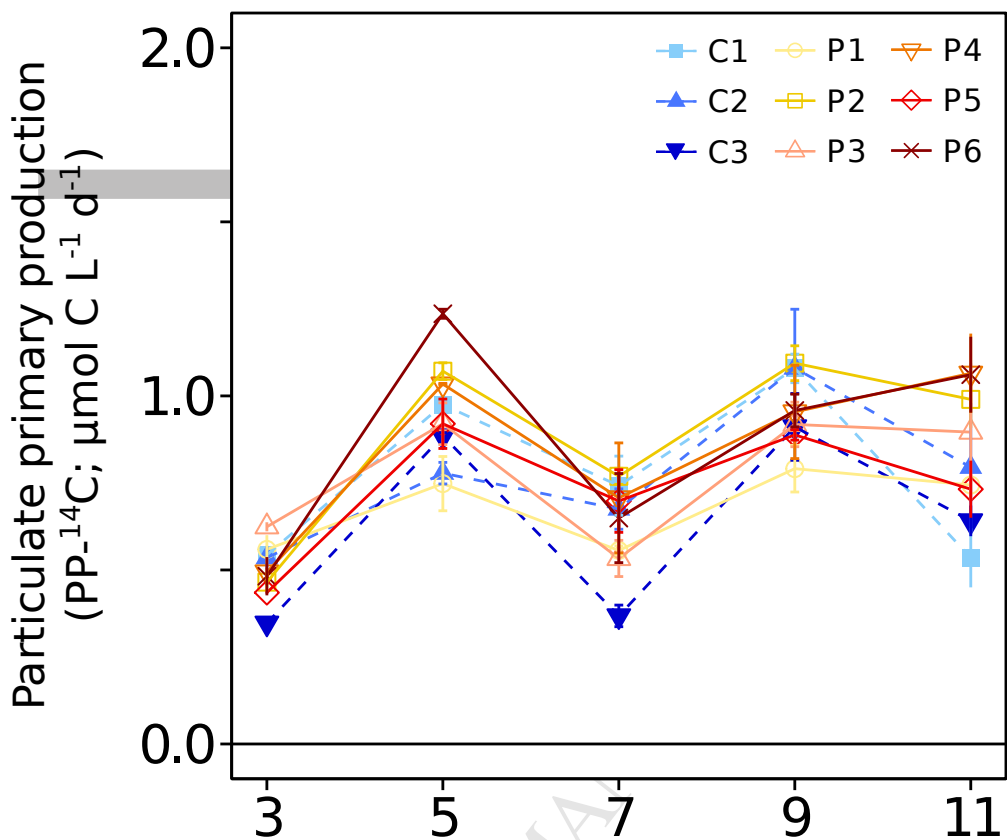 Particulate primary production
(PP-¹⁴C; µmol C L⁻¹ d⁻¹)
2.0
1.0
0.0
C1 P1 P4
C2 P2 P5
C3 P3 P6
3 5 7 9 11